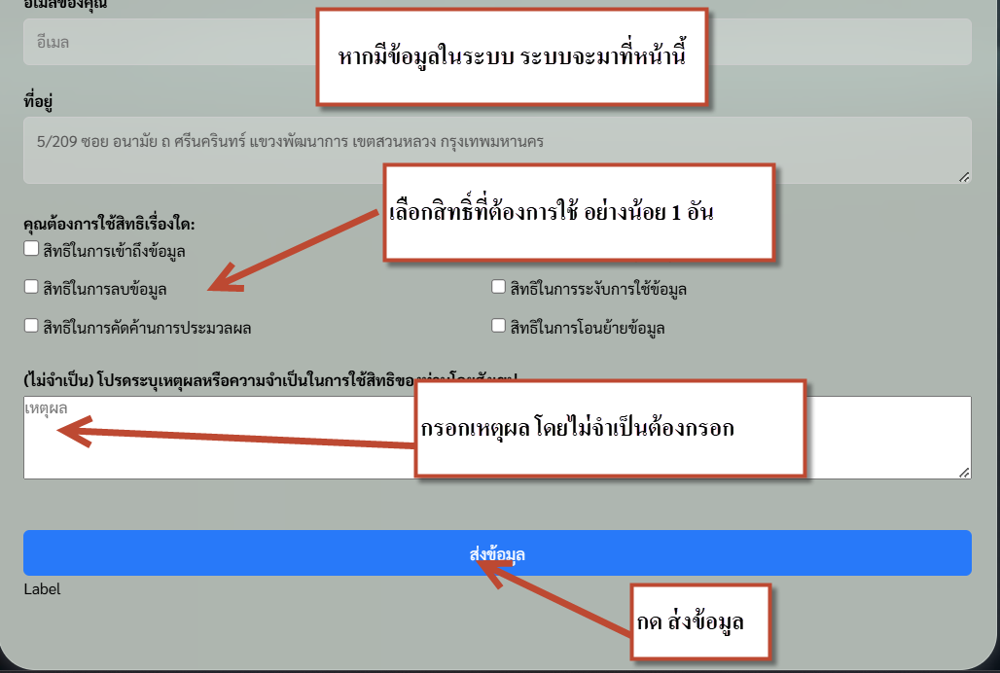 อีเมลของคุณ
อีเมล
หากมีข้อมูลในระบบ ระบบจะมาที่หน้านี้
ที่อยู่
5/209 ซอย อนามัย ถ ศรีนครินทร์ แขวงพัฒนาการ เขตสวนหลวง กรุงเทพมหานคร
เลือกสิทธิ์ที่ต้องการใช้ อย่างน้อย 1 อัน
คุณต้องการใช้สิทธิเรื่องใด:
สิทธิในการเข้าถึงข้อมูล
สิทธิในการลบข้อมูล
สิทธิในการระงับการใช้ข้อมูล
สิทธิในการคัดค้านการประมวลผล
สิทธิในการโอนย้ายข้อมูล
(ไม่จำเป็น) โปรดระบุเหตุผลหรือความจำเป็นในการใช้สิทธิของ
เหตุผล
กรอกเหตุผล โดยไม่จำเป็นต้องกรอก
ส่งข้อมูล
Label
กด ส่งข้อมูล